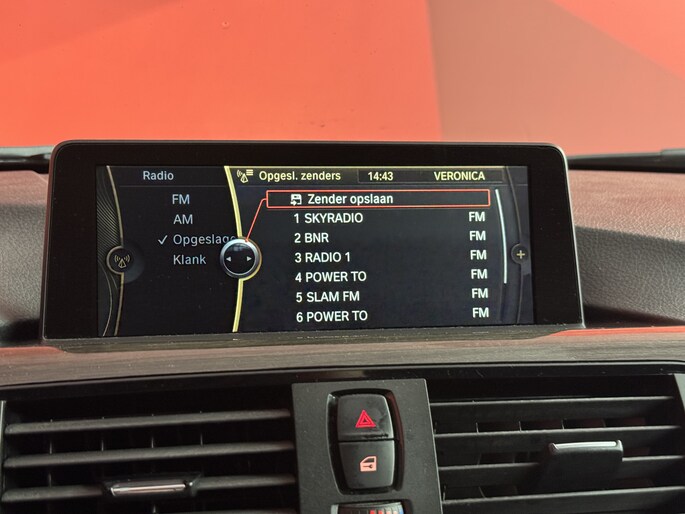 Radio
Opgesl. zenders 14:43 VERONICA
FM
AM
✓ Opgeslage
Klank
Zender opslaan
1 SKYRADIO FM
2 BNR FM
3 RADIO 1 FM
4 POWER TO FM
5 SLAM FM FM
6 POWER TO FM